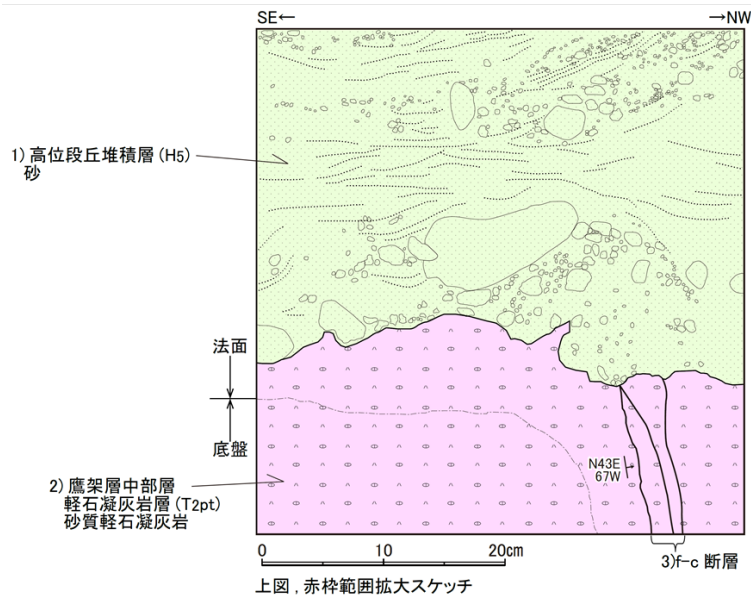 SE←
→NW
1) 高位段丘堆積層 (H5)
砂
法面
底盤
N43E
67W
2) 鷹架層中部層
軽石凝灰岩層 (T2pt)
砂質軽石凝灰岩
3)f-c 断層
0 10 20cm
上図 , 赤枠範囲拡大スケッチ